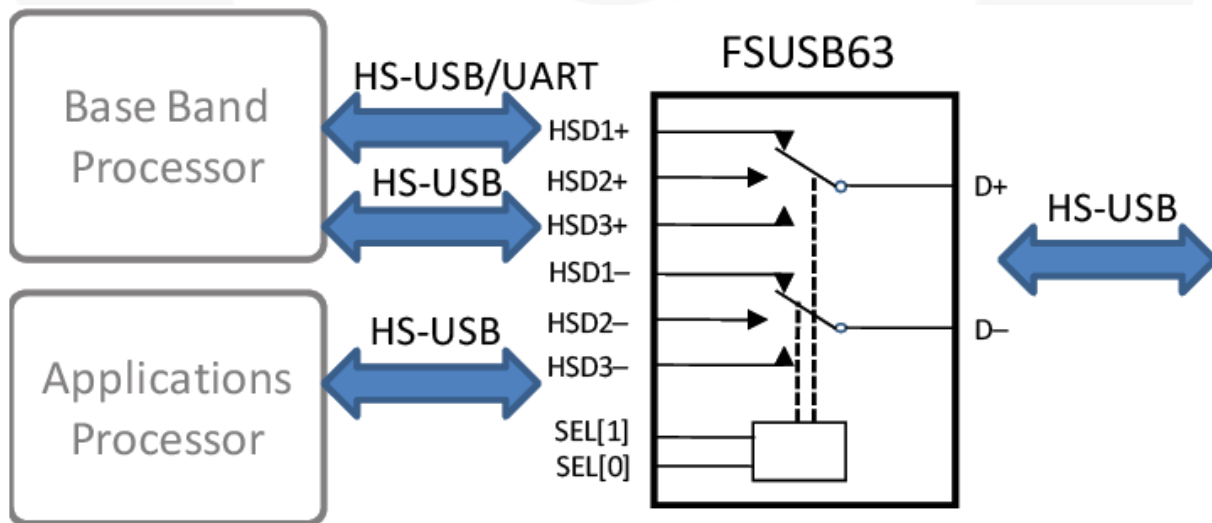 FSUSB63
Base Band
Processor
HS-USB/UART
HS-USB
Applications
Processor
HS-USB
HSD1+
HSD2+
HSD3+
HSD1–
HSD2–
HSD3–
SEL[1]
SEL[0]
D+
D–
HS-USB